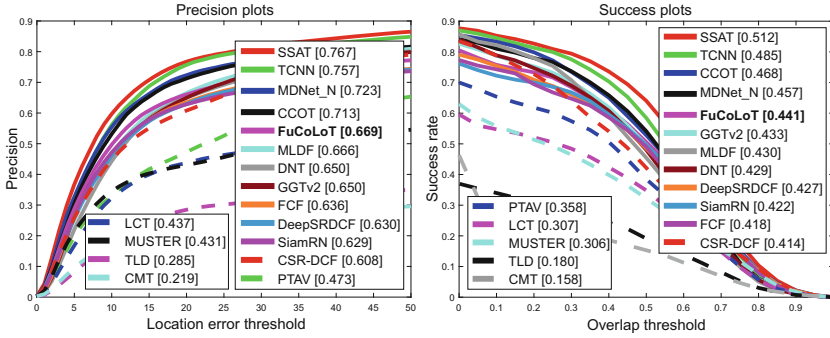 Precision plots
0.9
0.8
0.7
0.6
0.5
0.4
0.3
0.2
0.1
0
Precision
SSAT [0.767]
TCNN [0.757]
MDNet_N [0.723]
CCOT [0.713]
FuCoLoT [0.669]
MLDF [0.666]
DNT [0.650]
GGTv2 [0.650]
FCF [0.636]
DeepSRDCF [0.630]
SiamRN [0.629]
CSR-DCF [0.608]
PTAV [0.473]
LCT [0.437]
MUSTER [0.431]
TLD [0.285]
CMT [0.219]
0 5 10 15 20 25 30 35 40 45 50
Location error threshold
Success plots
0.9
0.8
0.7
0.6
0.5
0.4
0.3
0.2
0.1
0
Success rate
SSAT [0.512]
TCNN [0.485]
CCOT [0.468]
MDNet_N [0.457]
FuCoLoT [0.441]
GGTv2 [0.433]
MLDF [0.430]
DNT [0.429]
DeepSRDCF [0.427]
SiamRN [0.422]
FCF [0.418]
CSR-DCF [0.414]
PTAV [0.358]
LCT [0.307]
MUSTER [0.306]
TLD [0.180]
CMT [0.158]
0 0.1 0.2 0.3 0.4 0.5 0.6 0.7 0.8 0.9
Overlap threshold